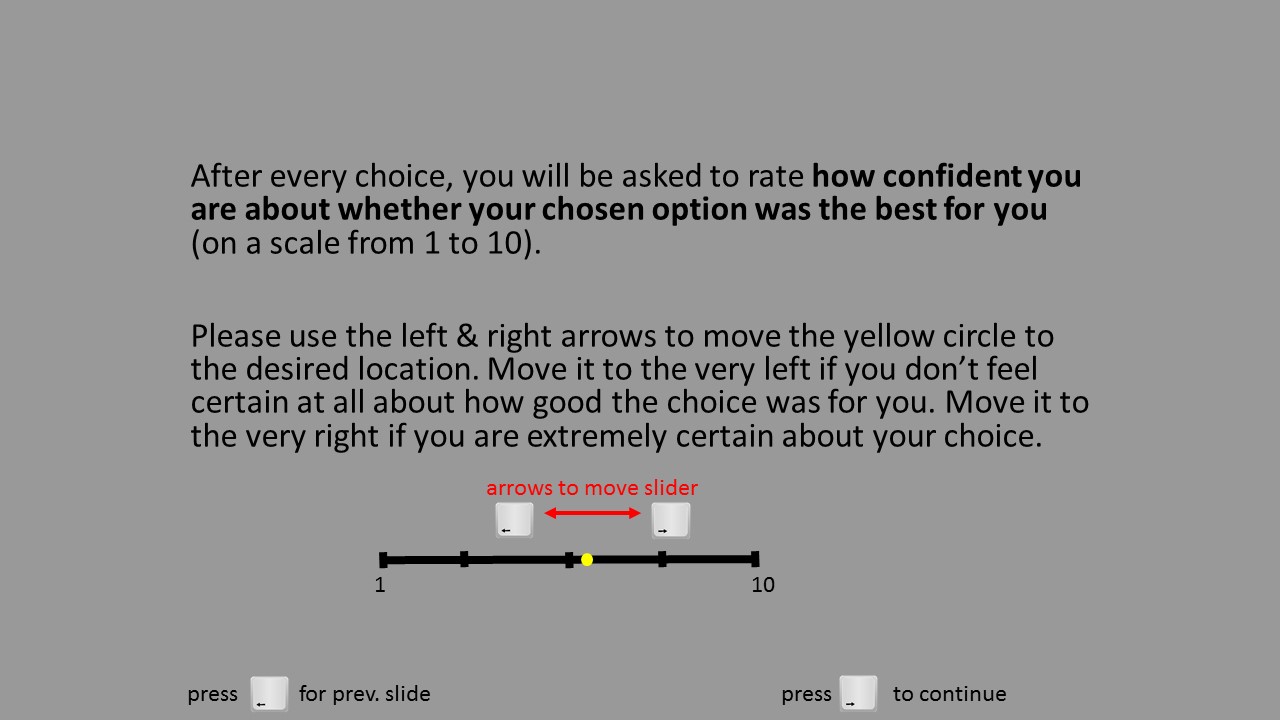 After every choice, you will be asked to rate how confident you
are about whether your chosen option was the best for you
(on a scale from 1 to 10).
Please use the left & right arrows to move the yellow circle to
the desired location. Move it to the very left if you don’t feel
certain at all about how good the choice was for you. Move it to
the very right if you are extremely certain about your choice.
arrows to move slider
← →
1 10
press ← for prev. slide press → to continue